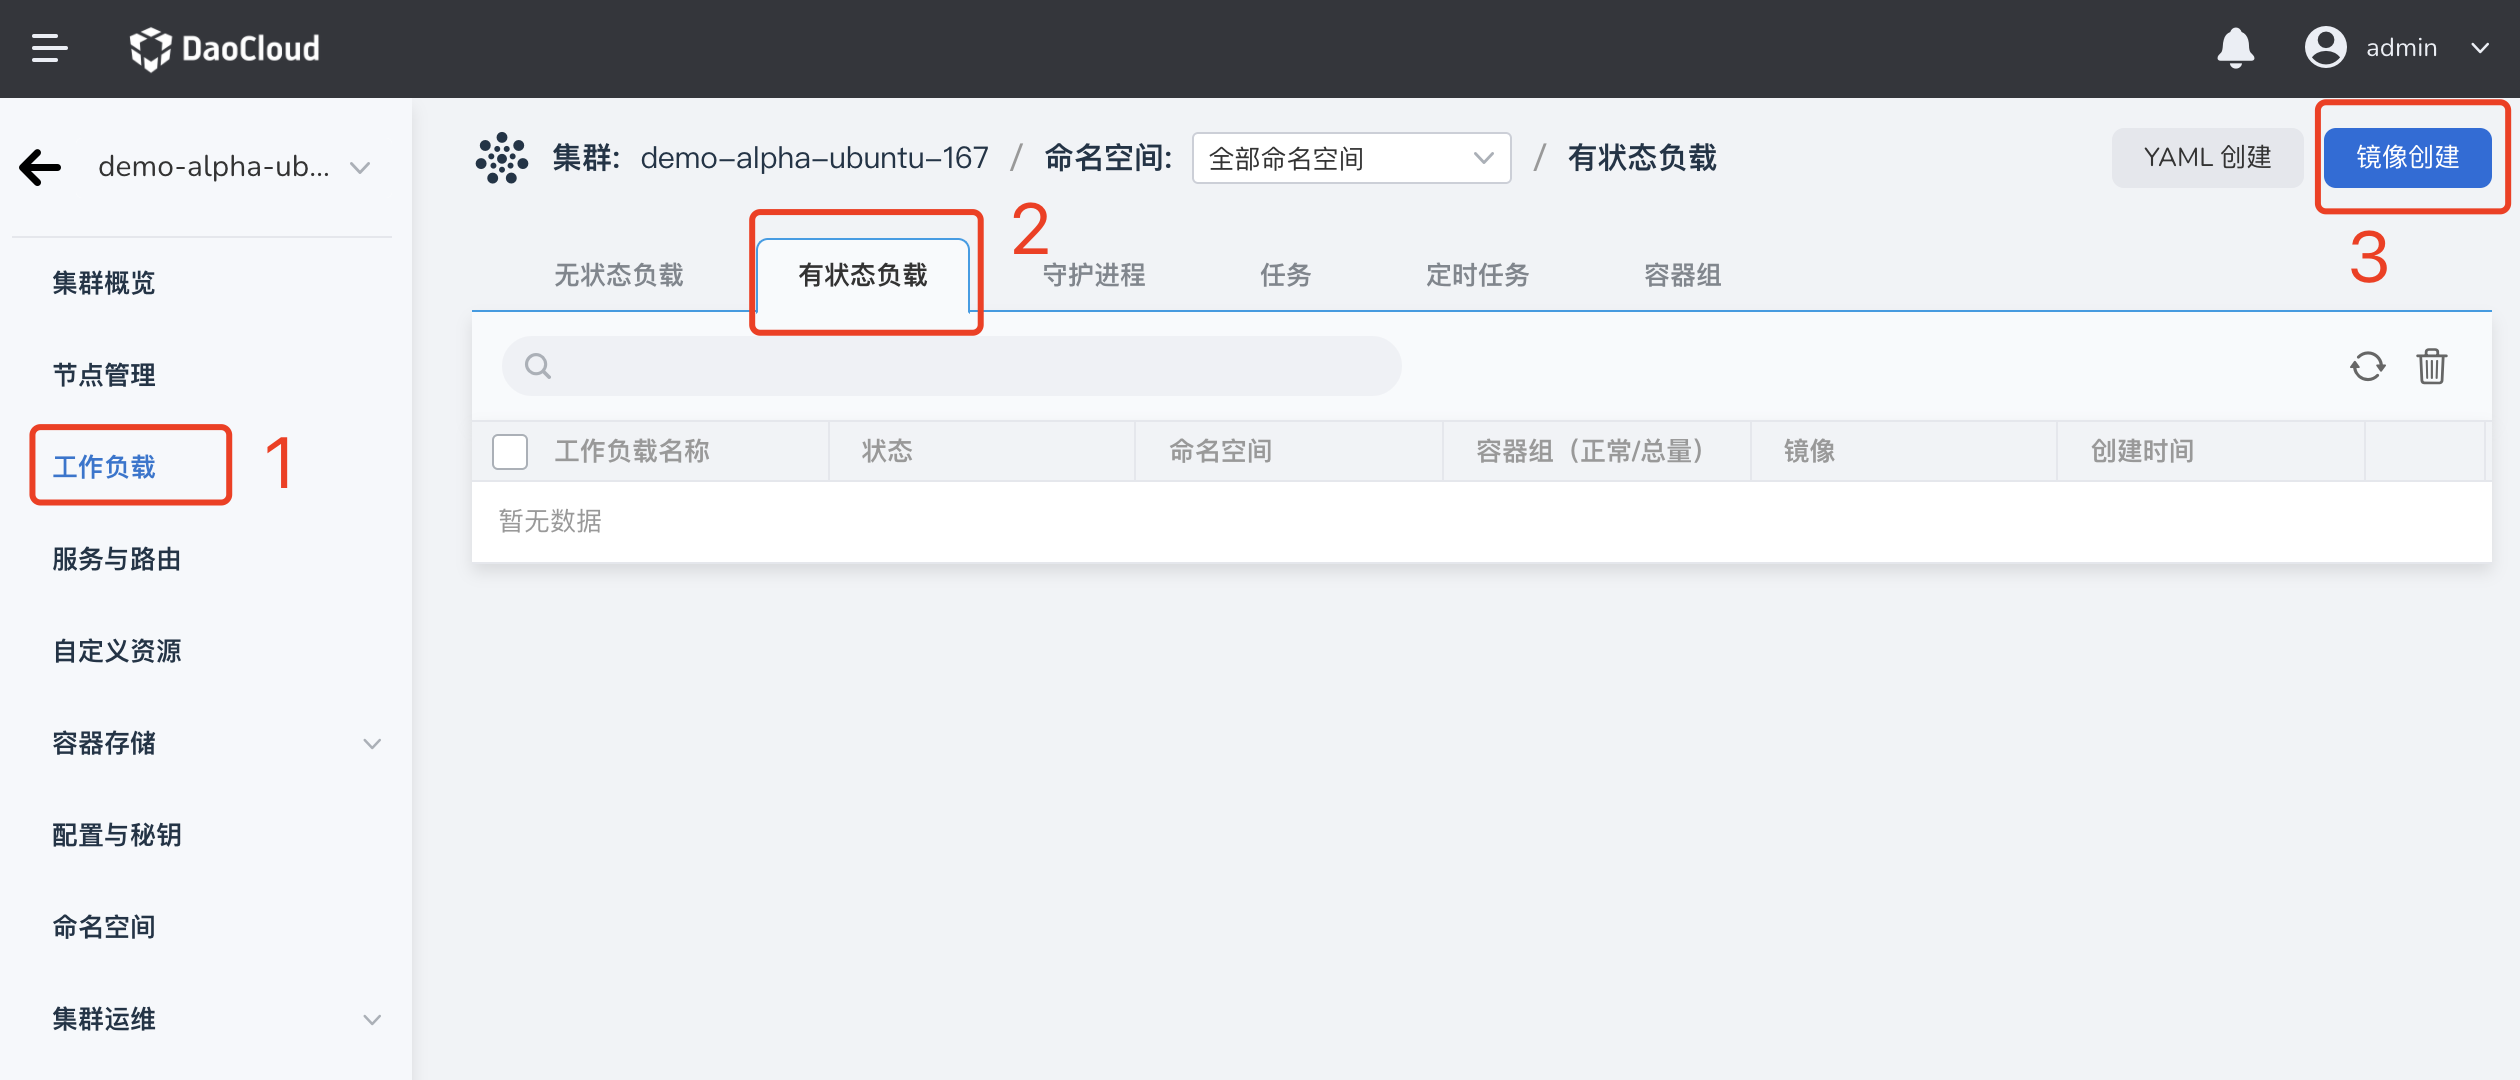 DaoCloud
admin
demo-alpha-ub...
集群: demo-alpha-ubuntu-167 / 命名空间: 全部命名空间 / 有状态负载
YAML 创建
镜像创建
3
集群概览
节点管理
工作负载
1
服务与路由
自定义资源
容器存储
配置与秘钥
命名空间
集群运维
无状态负载
有状态负载
2
守护进程
任务
定时任务
容器组
工作负载名称
状态
命名空间
容器组（正常/总量）
镜像
创建时间
暂无数据